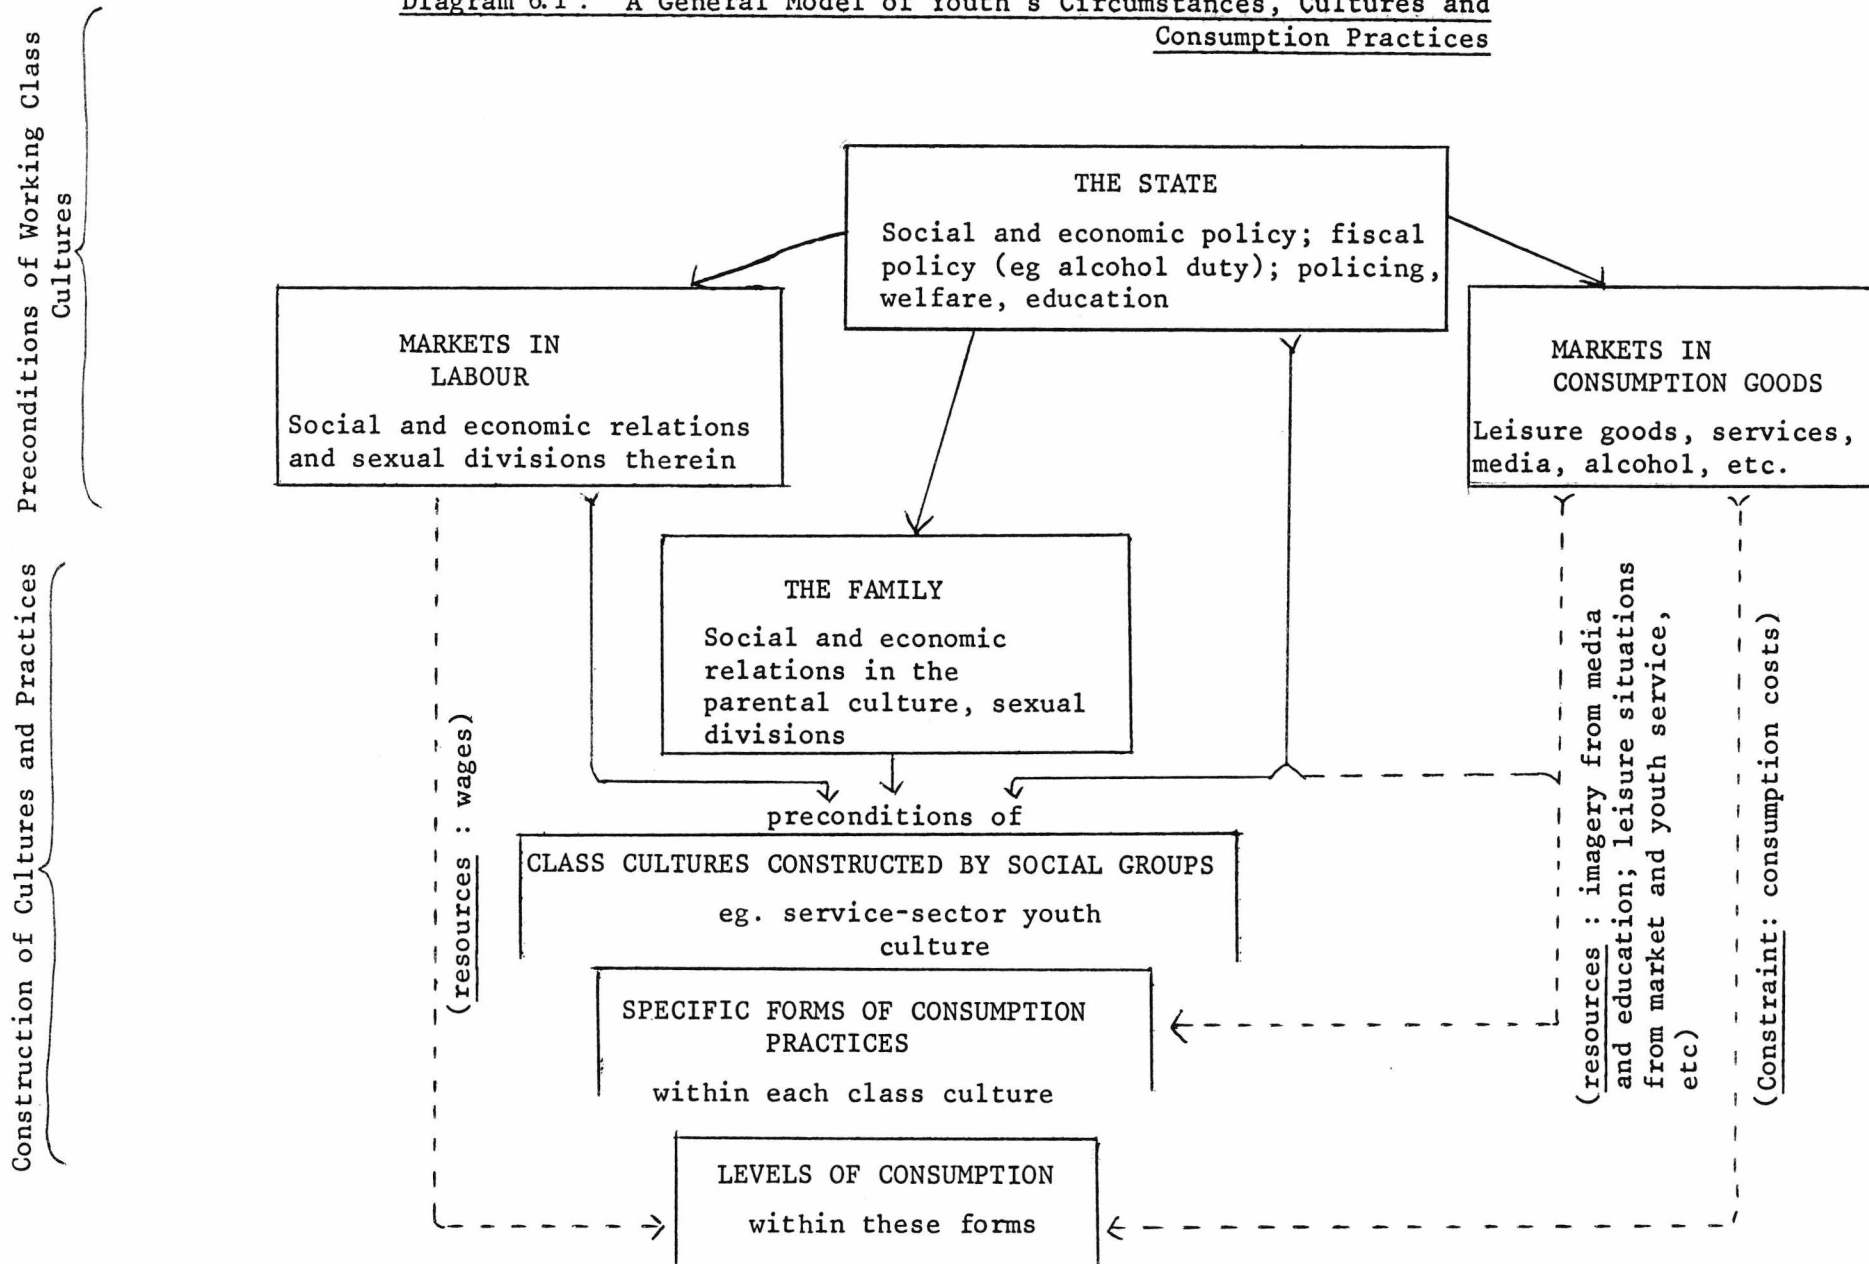 Diagram 6.1 : A General Model of Youth's Circumstances, Cultures and
Consumption Practices
Preconditions of Working Class
Cultures
THE STATE
Social and economic policy; fiscal
policy (eg alcohol duty); policing,
welfare, education
MARKETS IN
LABOUR
Social and economic relations
and sexual divisions therein
MARKETS IN
CONSUMPTION GOODS
Leisure goods, services,
media, alcohol, etc.
Construction of Cultures and Practices
THE FAMILY
Social and economic
relations in the
parental culture, sexual
divisions
(resources : wages)
(resources : imagery from media
and education; leisure situations
from market and youth service,
etc)
(Constraint: consumption costs)
preconditions of
CLASS CULTURES CONSTRUCTED BY SOCIAL GROUPS
eg. service-sector youth
culture
SPECIFIC FORMS OF CONSUMPTION
PRACTICES
within each class culture
LEVELS OF CONSUMPTION
within these forms